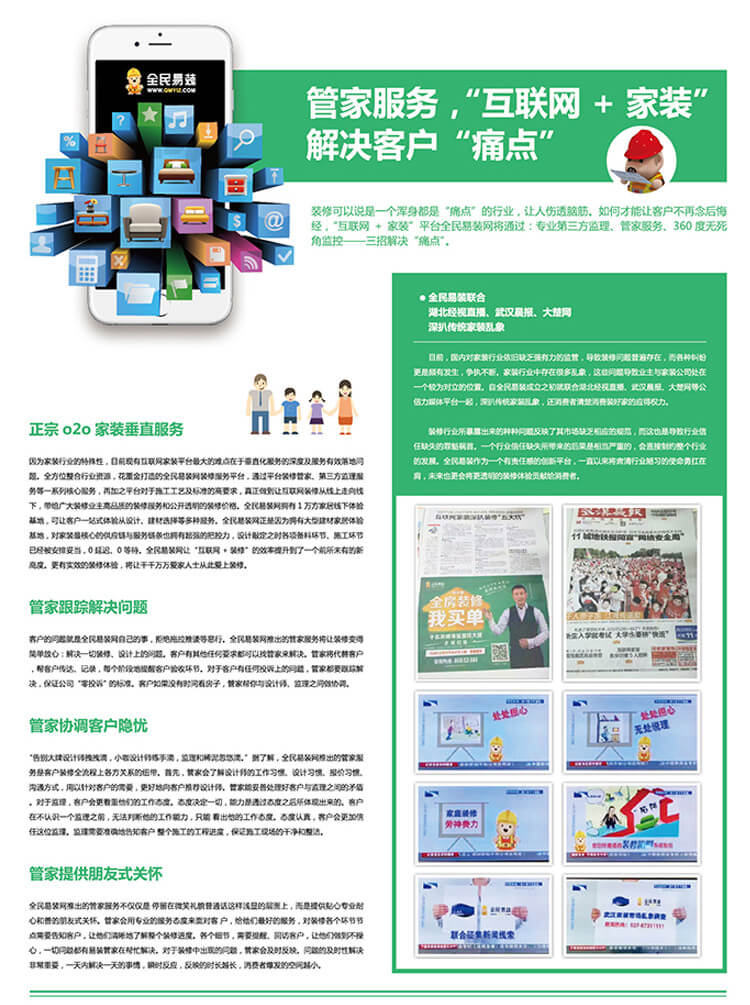 全民易装
WWW.QMYIZ.COM
管家服务，“互联网 + 家装”
解决客户“痛点”
装修可以说是一个浑身都是“痛点”的行业，让人伤透脑筋。如何才能让客户不再念后悔
经，“互联网 + 家装”平台全民易装网将通过：专业第三方监理、管家服务、360 度无死
角监控——三招解决“痛点”。
● 全民易装联合
湖北经视直播、武汉晨报、大楚网
深扒传统家装乱象
目前，国内对家装行业依旧缺乏强有力的监管，导致装修问题普遍存在，而各种纠纷
更是频有发生，争执不断。家装行业中存在很多乱象，这些问题导致业主与家装公司处在
一个较为对立的位置。自全民易装成立之初就联合湖北经视直播、武汉晨报、大楚网等公
信力媒体平台一起，深扒传统家装乱象，还消费者清楚消费装好家的应得权力。
装修行业所暴露出来的种种问题反映了其市场缺乏相应的规范，而这也是导致行业信
任缺失的罪魁祸首。一个行业信任缺失所带来的后果是相当严重的，会直接制约整个行业
的发展。全民易装作为一个有责任感的创新平台，一直以来将肃清行业陋习的使命勇扛在
肩，未来也更会将更透明的装修体验贡献给消费者。
正宗 o2o 家装垂直服务
因为家装行业的特殊性，目前现有互联网家装平台最大的难点在于垂直化服务的深度及服务有效落地问
题。全方位整合行业资源，花重金打造的全民易装网装修服务平台，通过平台装修管家、第三方监理服
务等一系列核心服务，再加之平台对于施工工艺及标准的高要求，真正做到让互联网装修从线上走向线
下，带给广大装修业主高品质的装修服务和公开透明的装修价格。全民易装网拥有 1 万方家居线下体验
基地，可让客户一站式体验从设计、建材选择等多种服务。全民易装网正是因为拥有大型建材家居体验
基地，对家装最核心的供应链与服务链条也拥有超强的把控力，设计敲定之时各项备料环节、施工环节
已经被安排妥当，0 延迟、0 等待。全民易装网让“互联网 + 装修”的效率提升到了一个前所未有的新
高度。更有实效的装修体验，将让千千万万爱家人士从此爱上装修。
管家跟踪解决问题
客户的问题就是全民易装网自己的事，拒绝拖拉推诿等恶行。全民易装网推出的管家服务将让装修变得
简单放心：解决一切装修、设计上的问题。客户有其他任何要求都可以找管家来解决。管家将代替客户
，帮客户传达、记录，每个阶段地提醒客户验收环节。对于客户有任何投诉上的问题，管家都要跟踪解
决，保证公司“零投诉”的标准。客户如果没有时间看房子，管家帮你与设计师、监理之间做协调。
管家协调客户隐忧
“告别大牌设计师拽拽滴，小咖设计师练手滴，监理和稀泥忽悠滴。”据了解，全民易装网推出的管家服
务是客户装修全流程上各方关系的纽带。首先，管家会了解设计师的工作习惯、设计习惯、报价习惯、
沟通方式，用以针对客户的需要，更好地向客户推荐设计师。管家能妥善处理好客户与监理之间的矛盾
。对于监理，客户会更看重他们的工作态度。态度决定一切，能力是透过态度之后所体现出来的。客户
在不认识一个监理之前，无法判断他的工作能力，只能 看出他的工作态度。态度认真，客户会更加信
任这位监理。监理需要准确地告知客户 整个施工的工程进度，保证施工现场的干净和整洁。
管家提供朋友式关怀
全民易装网推出的管家服务不仅仅是 停留在微笑礼貌普通话这样浅显的层面上，而是提供贴心专业耐
心和善的朋友式关怀。管家会用专业的服务态度来面对客户，给他们最好的服务，对装修各个环节节
点需要告知客户，让他们清晰地了解整个装修进度。各个细节，需要提醒、回访客户，让他们做到不操
心，一切问题都有易装管家在帮忙解决。对于装修中出现的问题，管家会及时反映。问题的及时性解决
非常重要，一天内解决一天的事情，瞬时反应，反映的时长越长，消费者爆发的空间越小。
互联网家装深队装修“五大坑”
全房装修
我买单
武汉晨报
11 城地铁报同宣“网络安全周”
处处担心
处处担心
无处说理
家庭装修
劳神费力
全民易装
联合征集新闻线索
全民易装
武汉家装市场乱象调查